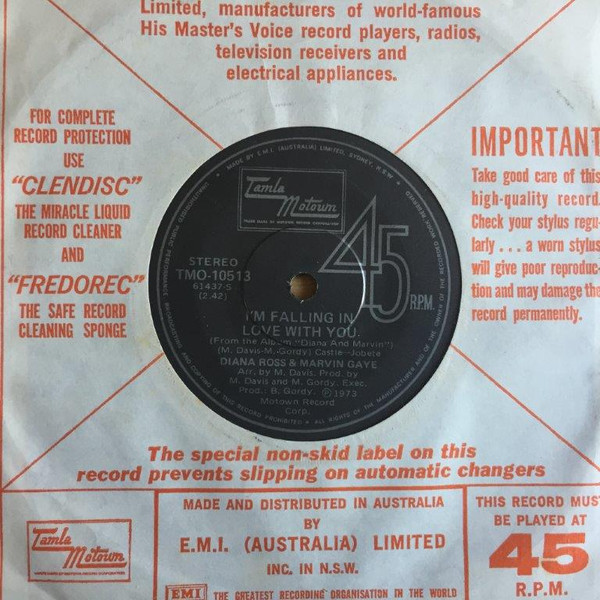 Limited, manufacturers of world-famous
His Master's Voice record players, radios,
television receivers and
electrical appliances.
FOR COMPLETE
RECORD PROTECTION
USE
"CLENDISC"
THE MIRACLE LIQUID
RECORD CLEANER
AND
"FREDOREC"
THE SAFE RECORD
CLEANING SPONGE
IMPORTANT
Take good care of this
high-quality record.
Check your stylus regu-
larly . . . a worn stylus
will give poor reproduc-
tion and may damage the
record permanently.
MADE BY E.M.I. (AUSTRALIA) LIMITED, SYDNEY, N.S.W.
Tamla
Motown
45
R.P.M.
STEREO
TMO-10513
61437-S
(2.42)
I'M FALLING IN
LOVE WITH YOU.
(From the Album "Diana And Marvin")
(M. Davis-M. Gordy) Castle-Jobete
DIANA ROSS & MARVIN GAYE
Arr. by M. Davis. Prod. by
M. Davis and M. Gordy. Exec.
Prod.: B. Gordy. ℗ 1973
Motown Record
Corp.
The special non-skid label on this
record prevents slipping on automatic changers
Tamla
Motown
MADE AND DISTRIBUTED IN AUSTRALIA
BY
E.M.I. (AUSTRALIA) LIMITED
INC. IN N.S.W.
EMI THE GREATEST RECORDING ORGANISATION IN THE WORLD
THIS RECORD MUST
BE PLAYED AT
45
R.P.M.